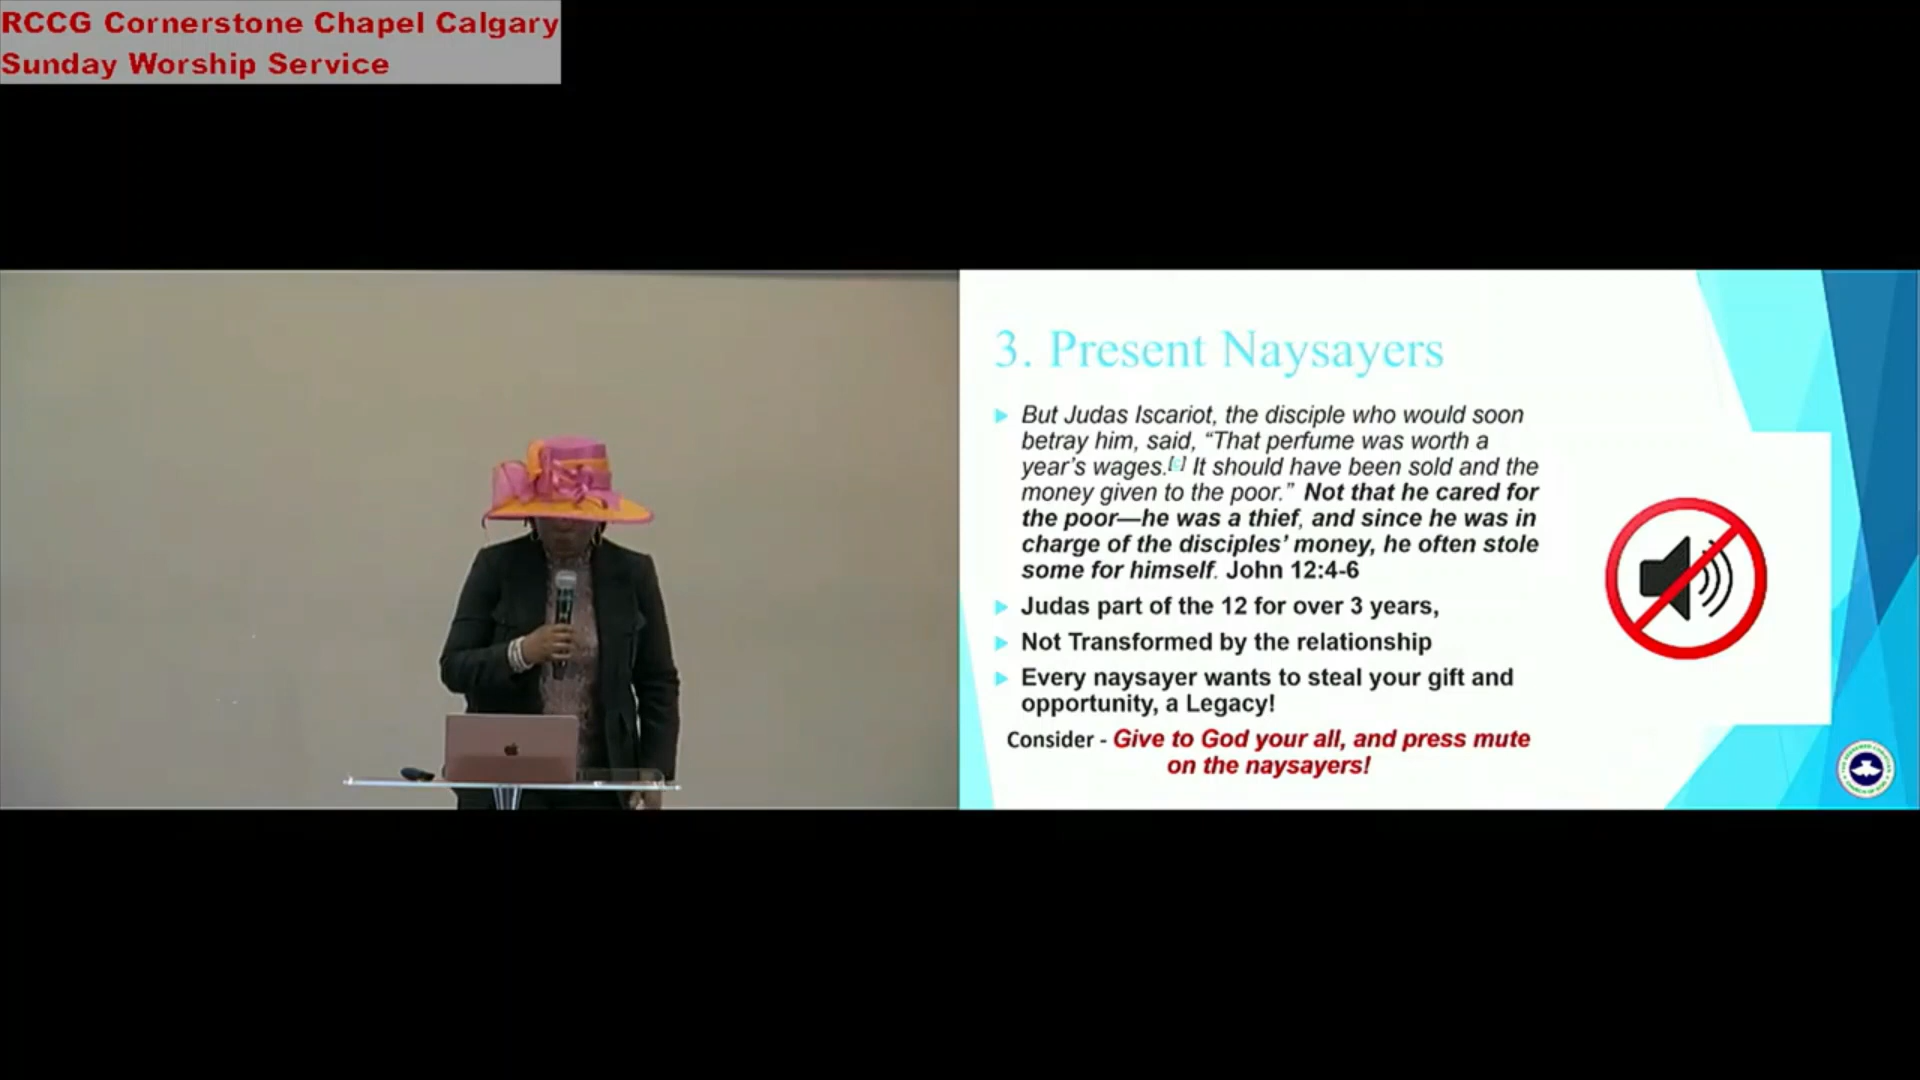 RCCG Cornerstone Chapel Calgary
Sunday Worship Service
3. Present Naysayers
But Judas Iscariot, the disciple who would soon
betray him, said, “That perfume was worth a
year’s wages.[c] It should have been sold and the
money given to the poor.” Not that he cared for
the poor—he was a thief, and since he was in
charge of the disciples’ money, he often stole
some for himself. John 12:4-6
Judas part of the 12 for over 3 years,
Not Transformed by the relationship
Every naysayer wants to steal your gift and
opportunity, a Legacy!
Consider - Give to God your all, and press mute
on the naysayers!